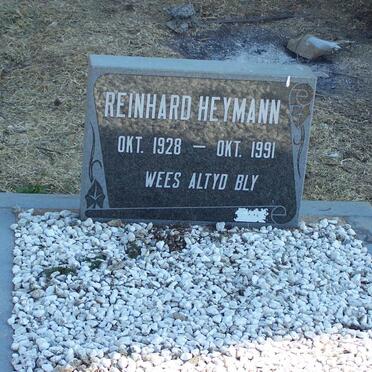 REINHARD HEYMANN
OKT. 1928 – OKT. 1991
WEES ALTYD BLY